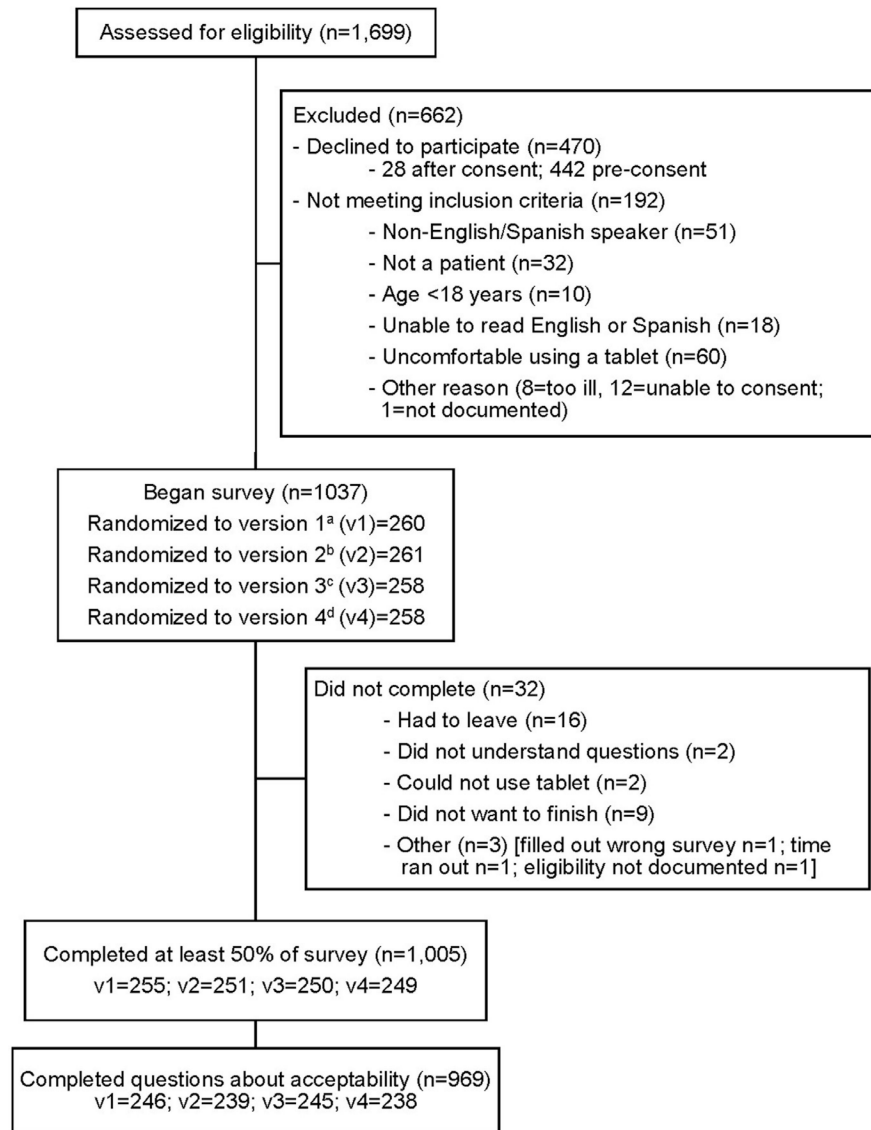 Assessed for eligibility (n=1,699)
Excluded (n=662)
- Declined to participate (n=470)
- 28 after consent; 442 pre-consent
- Not meeting inclusion criteria (n=192)
- Non-English/Spanish speaker (n=51)
- Not a patient (n=32)
- Age <18 years (n=10)
- Unable to read English or Spanish (n=18)
- Uncomfortable using a tablet (n=60)
- Other reason (8=too ill, 12=unable to consent;
1=not documented)
Began survey (n=1037)
Randomized to version 1ᵃ (v1)=260
Randomized to version 2ᵇ (v2)=261
Randomized to version 3ᶜ (v3)=258
Randomized to version 4ᵈ (v4)=258
Did not complete (n=32)
- Had to leave (n=16)
- Did not understand questions (n=2)
- Could not use tablet (n=2)
- Did not want to finish (n=9)
- Other (n=3) [filled out wrong survey n=1; time
ran out n=1; eligibility not documented n=1]
Completed at least 50% of survey (n=1,005)
v1=255; v2=251; v3=250; v4=249
Completed questions about acceptability (n=969)
v1=246; v2=239; v3=245; v4=238